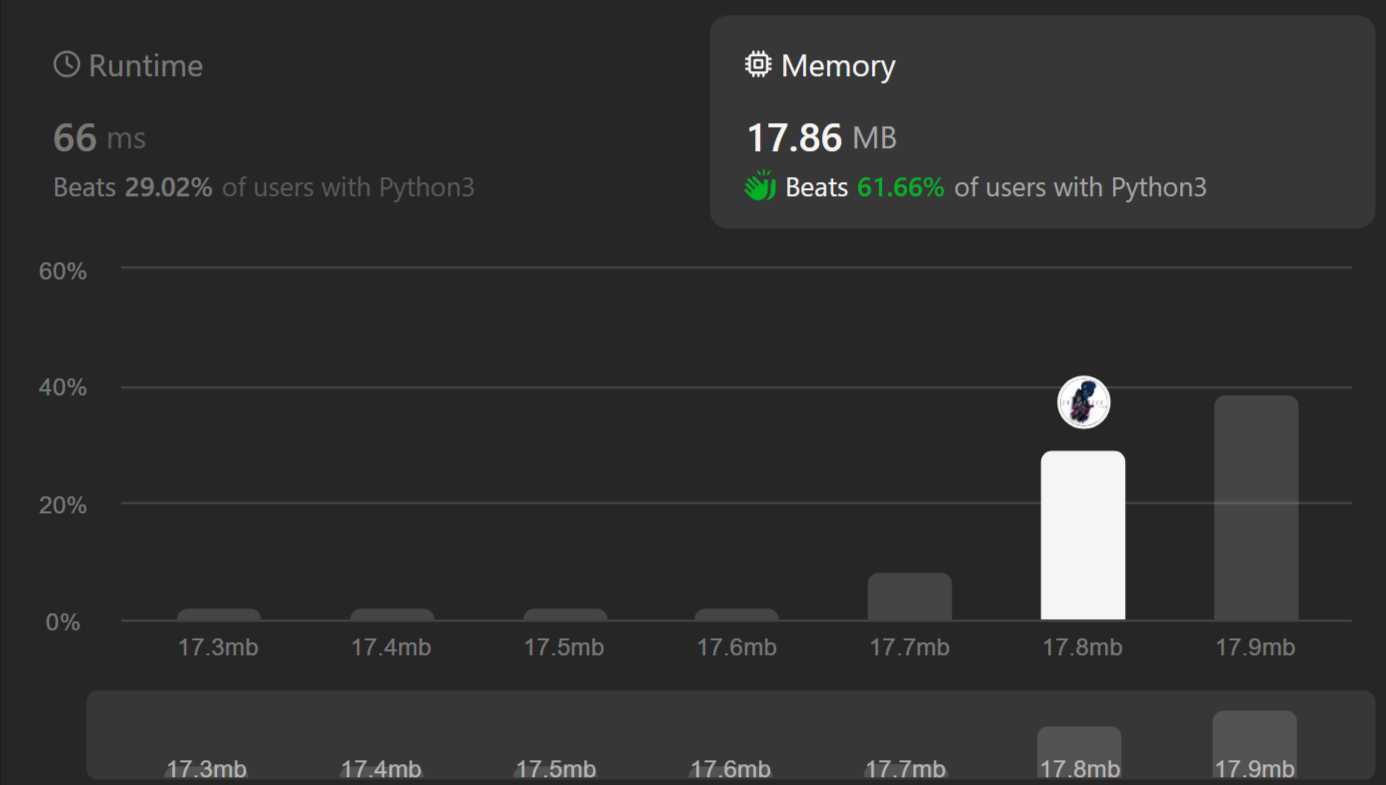 Runtime
66 ms
Beats 29.02% of users with Python3
Memory
17.86 MB
Beats 61.66% of users with Python3
60%
40%
20%
0%
17.3mb 17.4mb 17.5mb 17.6mb 17.7mb 17.8mb 17.9mb
17.3mb 17.4mb 17.5mb 17.6mb 17.7mb 17.8mb 17.9mb